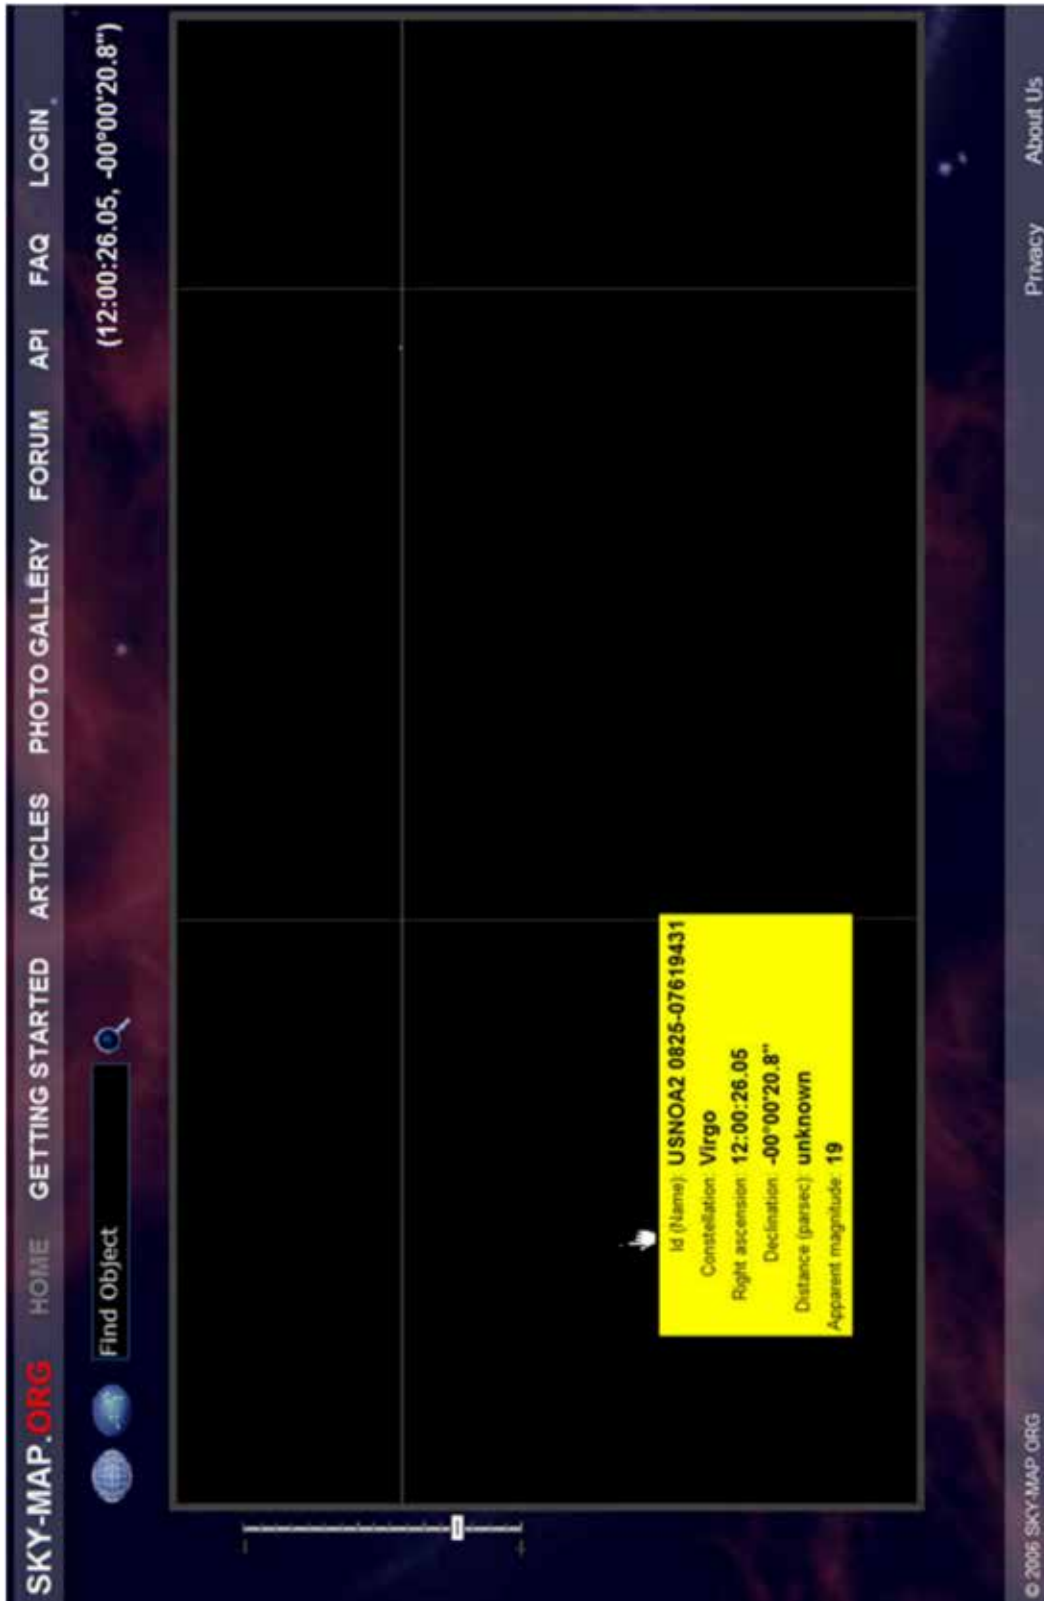 SKY-MAP.ORG HOME GETTING STARTED ARTICLES PHOTO GALLERY FORUM API FAQ LOGIN
Find Object (12:00:26.05, -00°00'20.8")
Id (Name): USNOA2 0825-07619431
Constellation: Virgo
Right ascension: 12:00:26.05
Declination: -00°00'20.8"
Distance (parsec): unknown
Apparent magnitude: 19
© 2006 SKY-MAP.ORG Privacy About Us